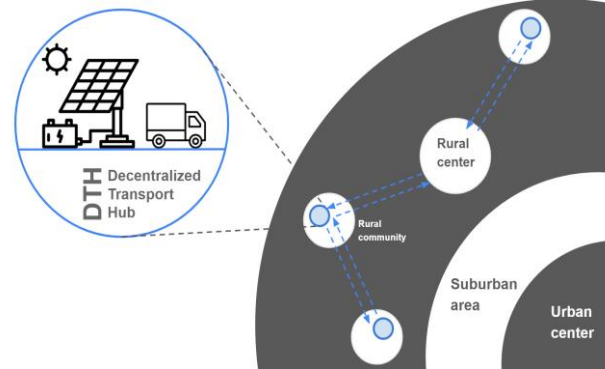 DTH
Decentralized
Transport
Hub
Rural
center
Rural
community
Suburban
area
Urban
center